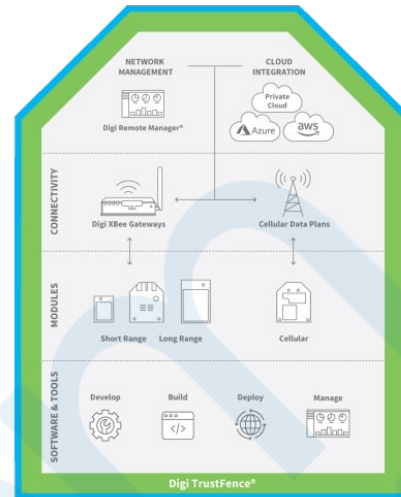 NETWORK
MANAGEMENT
CLOUD
INTEGRATION
Private
Cloud
Azure
aws
Digi Remote Manager®
CONNECTIVITY
Digi XBee Gateways
Cellular Data Plans
MODULES
Short Range
Long Range
Cellular
SOFTWARE & TOOLS
Develop
Build
Deploy
Manage
</>
Digi TrustFence®